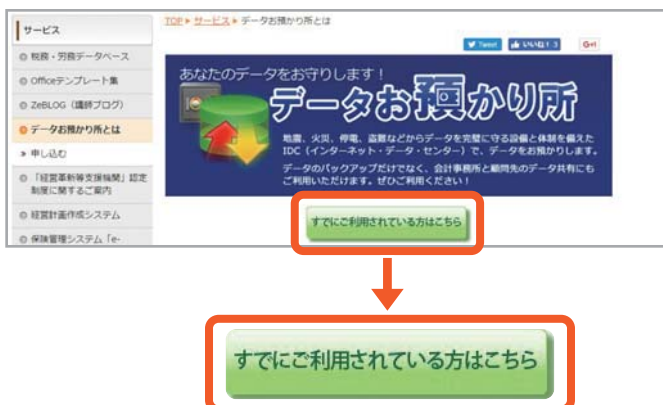 サービス
税務・労務データベース
Officeテンプレート集
ZeBLOG（講師ブログ）
データお預かり所とは
» 申し込む
「経営革新等支援機関」認定
制度に関するご案内
経営計画作成システム
保険管理システム「e-
TOP ▸ サービス ▸ データお預かり所とは
Tweet いいね! 3 G+1
あなたのデータをお守りします！
データお預かり所
地震、火災、停電、盗難などからデータを完璧に守る設備と体制を備えた
IDC（インターネット・データ・センター）で、データをお預かりします。
データのバックアップだけでなく、会計事務所と顧問先のデータ共有にも
ご利用いただけます。ぜひご利用ください！
すでにご利用されている方はこちら
すでにご利用されている方はこちら